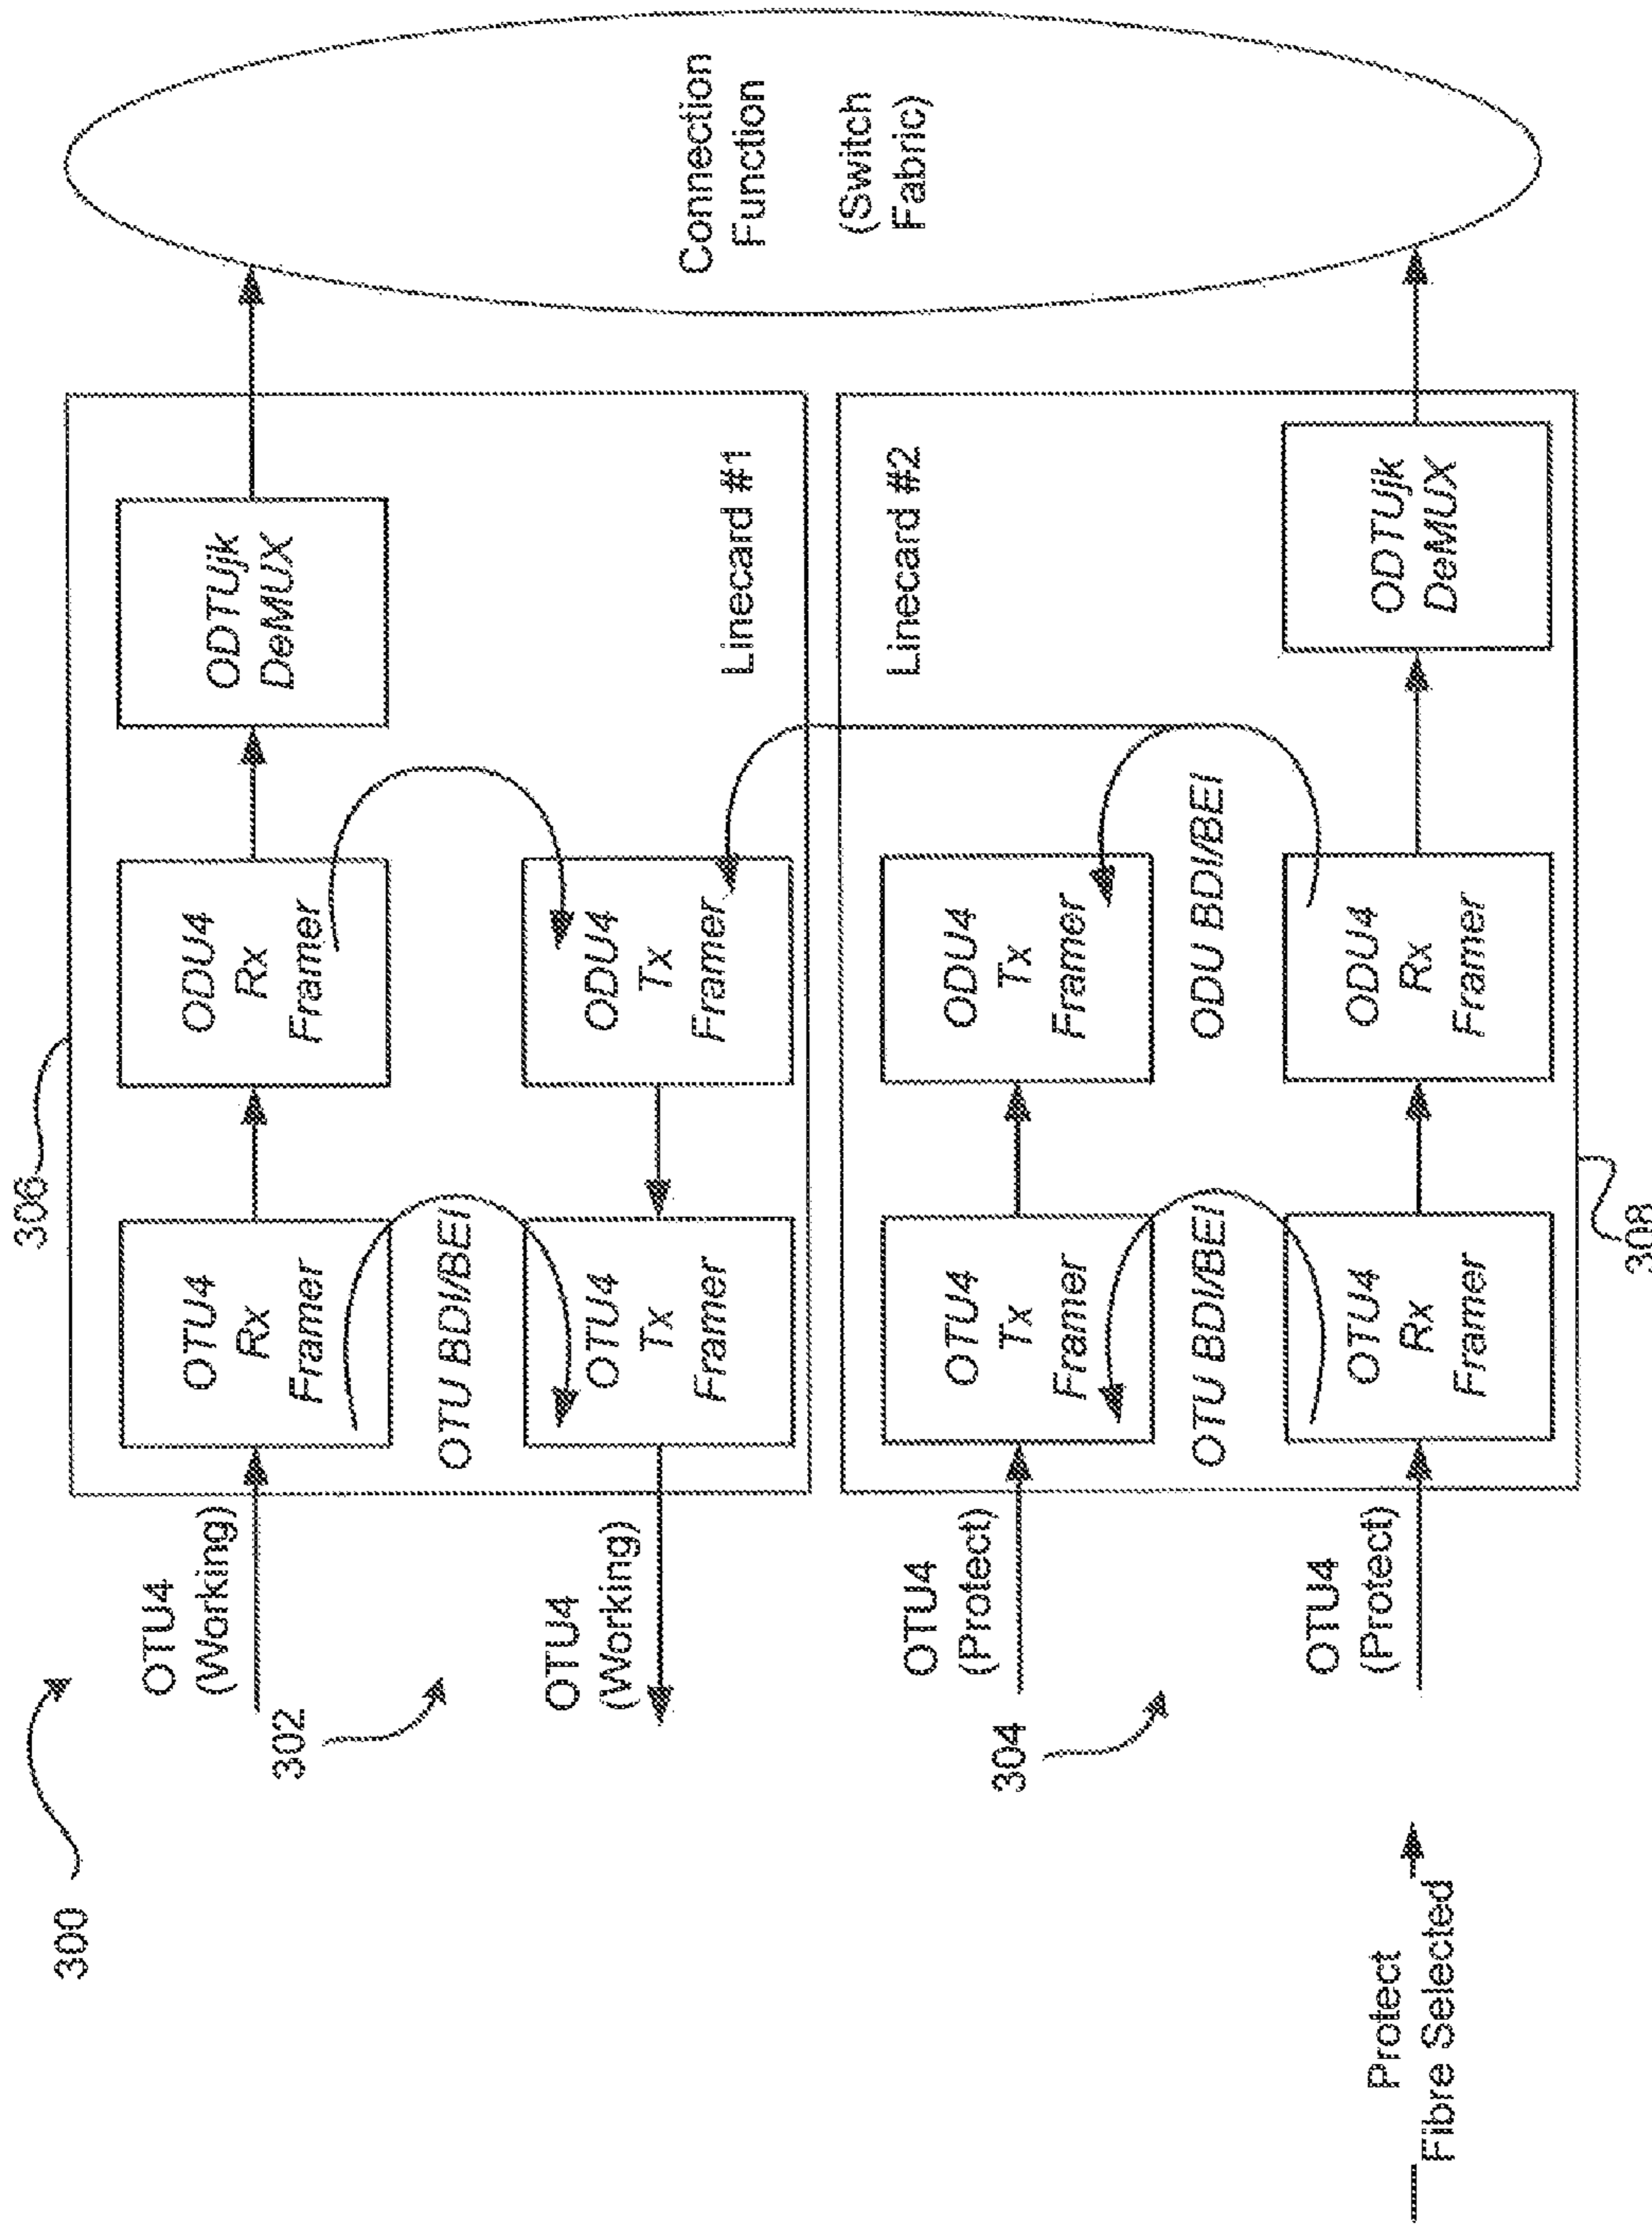 300
OTU4
(Working)
302
OTU4
(Working)
304
OTU4
(Protect)
OTU4
(Protect)
Protect
Fibre Selected
306
OTU4
Rx
Framer
OTU BDI/BEI
OTU4
Tx
Framer
ODU4
Rx
Framer
ODU4
Tx
Framer
ODTUjk
DeMUX
Linecard #1
OTU4
Tx
Framer
OTU BDI/BEI
OTU4
Rx
Framer
ODU4
Tx
Framer
ODU BDI/BEI
ODU4
Rx
Framer
Linecard #2
ODTUjk
DeMUX
308
Connection
Function
(Switch
Fabric)